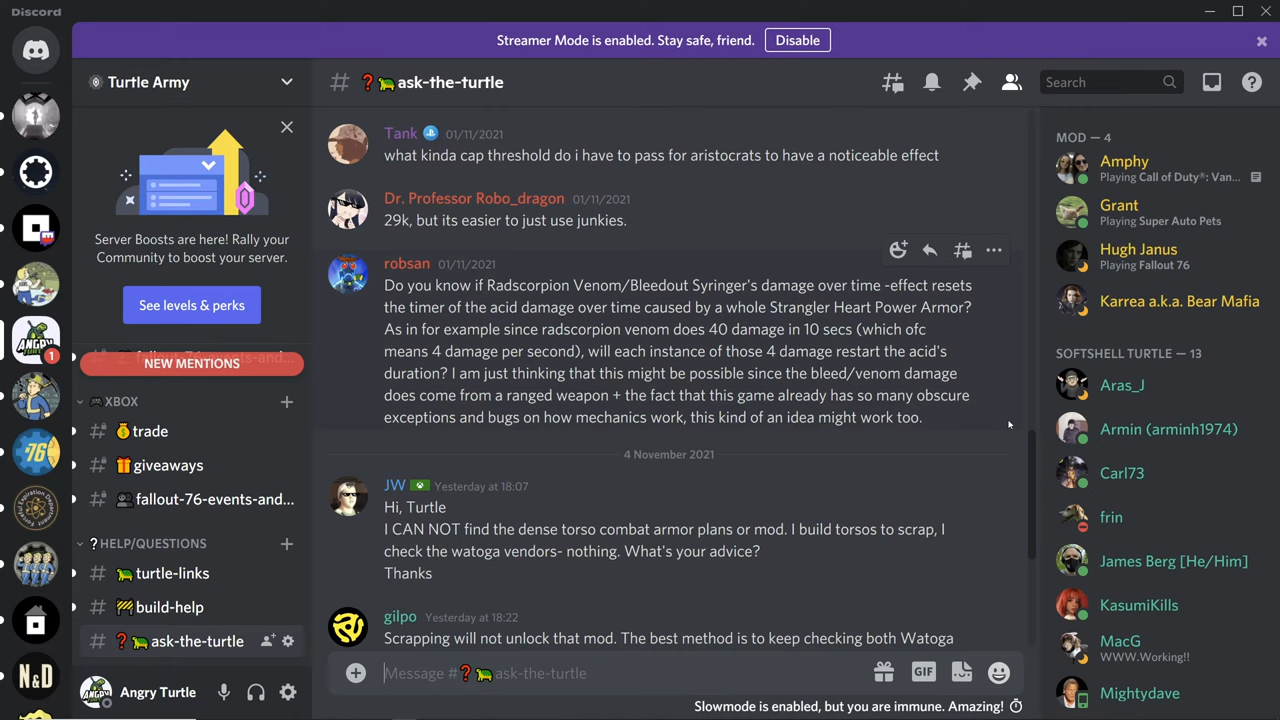 Discord
Streamer Mode is enabled. Stay safe, friend.
Disable
Turtle Army
Server Boosts are here! Rally your
Community to boost your server.
See levels & perks
NEW MENTIONS
XBOX
trade
giveaways
fallout-76-events-and...
HELP/QUESTIONS
turtle-links
build-help
ask-the-turtle
Angry Turtle
1
# ask-the-turtle
Search
Tank 01/11/2021
what kinda cap threshold do i have to pass for aristocrats to have a noticeable effect
Dr. Professor Robo_dragon 01/11/2021
29k, but its easier to just use junkies.
robsan 01/11/2021
Do you know if Radscorpion Venom/Bleedout Syringer's damage over time -effect resets
the timer of the acid damage over time caused by a whole Strangler Heart Power Armor?
As in for example since radscorpion venom does 40 damage in 10 secs (which ofc
means 4 damage per second), will each instance of those 4 damage restart the acid's
duration? I am just thinking that this might be possible since the bleed/venom damage
does come from a ranged weapon + the fact that this game already has so many obscure
exceptions and bugs on how mechanics work, this kind of an idea might work too.
4 November 2021
JW Yesterday at 18:07
Hi, Turtle
I CAN NOT find the dense torso combat armor plans or mod. I build torsos to scrap, I
check the watoga vendors- nothing. What's your advice?
Thanks
gilpo Yesterday at 18:22
Scrapping will not unlock that mod. The best method is to keep checking both Watoga
Message # ask-the-turtle
GIF
Slowmode is enabled, but you are immune. Amazing!
MOD — 4
Amphy
Playing Call of Duty®: Van...
Grant
Playing Super Auto Pets
Hugh Janus
Playing Fallout 76
Karrea a.k.a. Bear Mafia
SOFTSHELL TURTLE — 13
Aras_J
Armin (arminh1974)
Carl73
frin
James Berg [He/Him]
KasumiKills
MacG
WWW.Working!!
Mightydave
ANGRY
76
N&D